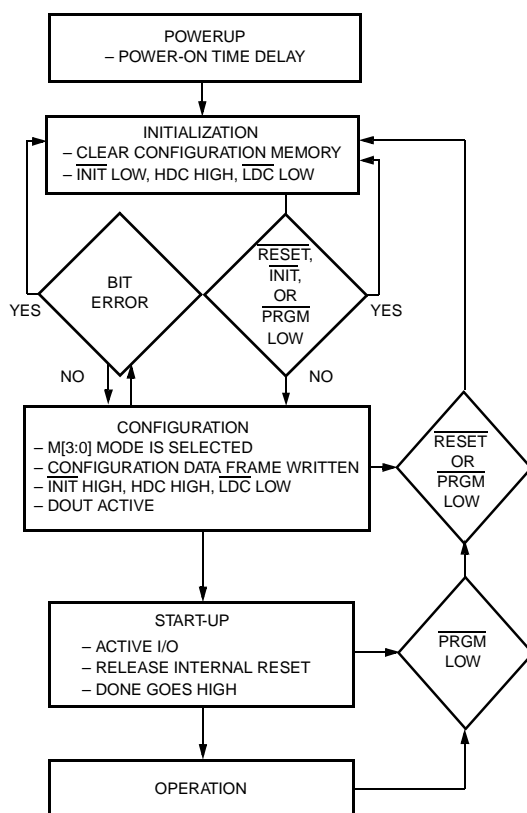 POWERUP
– POWER-ON TIME DELAY
INITIALIZATION
– CLEAR CONFIGURATION MEMORY
– INIT LOW, HDC HIGH, LDC LOW
BIT
ERROR
YES
NO
RESET,
INIT,
OR
PRGM
LOW
YES
NO
CONFIGURATION
– M[3:0] MODE IS SELECTED
– CONFIGURATION DATA FRAME WRITTEN
– INIT HIGH, HDC HIGH, LDC LOW
– DOUT ACTIVE
RESET
OR
PRGM
LOW
START-UP
– ACTIVE I/O
– RELEASE INTERNAL RESET
– DONE GOES HIGH
PRGM
LOW
OPERATION